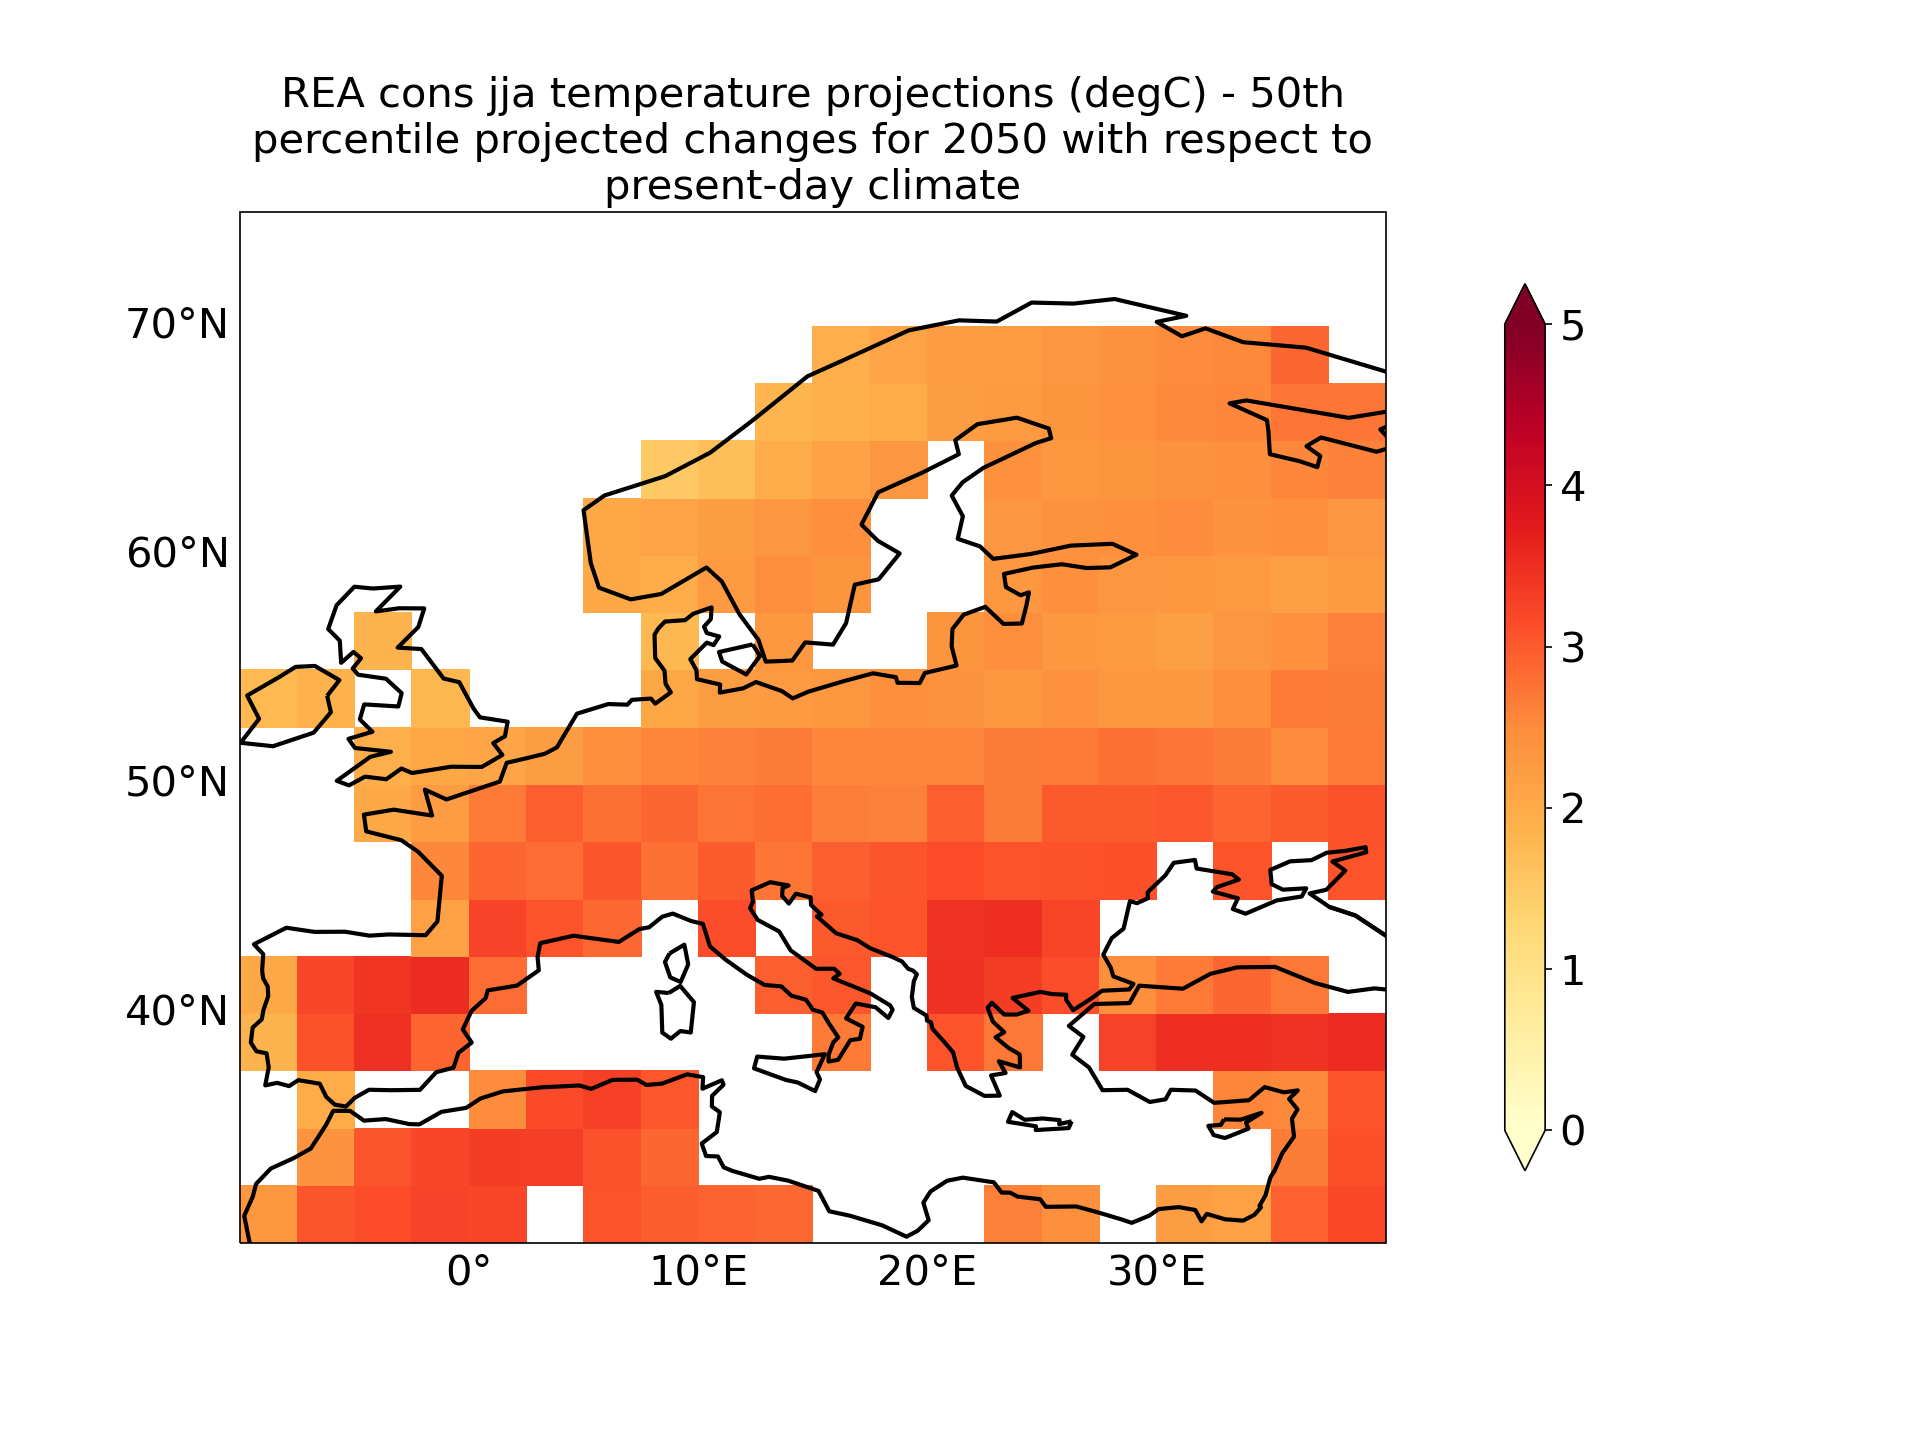 REA cons jja temperature projections (degC) - 50th
percentile projected changes for 2050 with respect to
present-day climate
70°N
60°N
50°N
40°N
0°
10°E
20°E
30°E
5
4
3
2
1
0